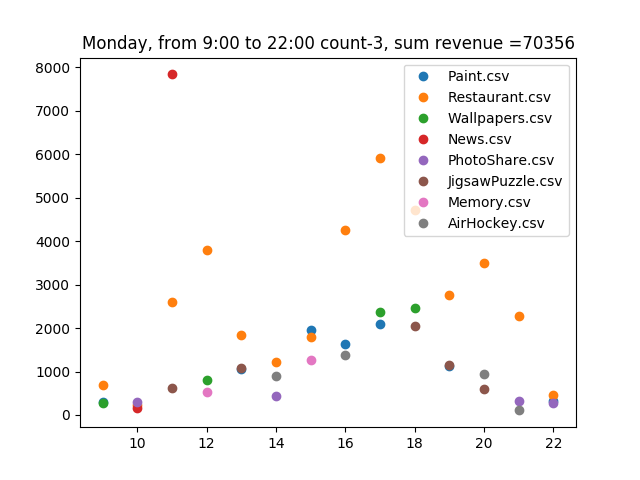 Monday, from 9:00 to 22:00 count-3, sum revenue =70356
8000
7000
6000
5000
4000
3000
2000
1000
0
10
12
14
16
18
20
22
Paint.csv
Restaurant.csv
Wallpapers.csv
News.csv
PhotoShare.csv
JigsawPuzzle.csv
Memory.csv
AirHockey.csv